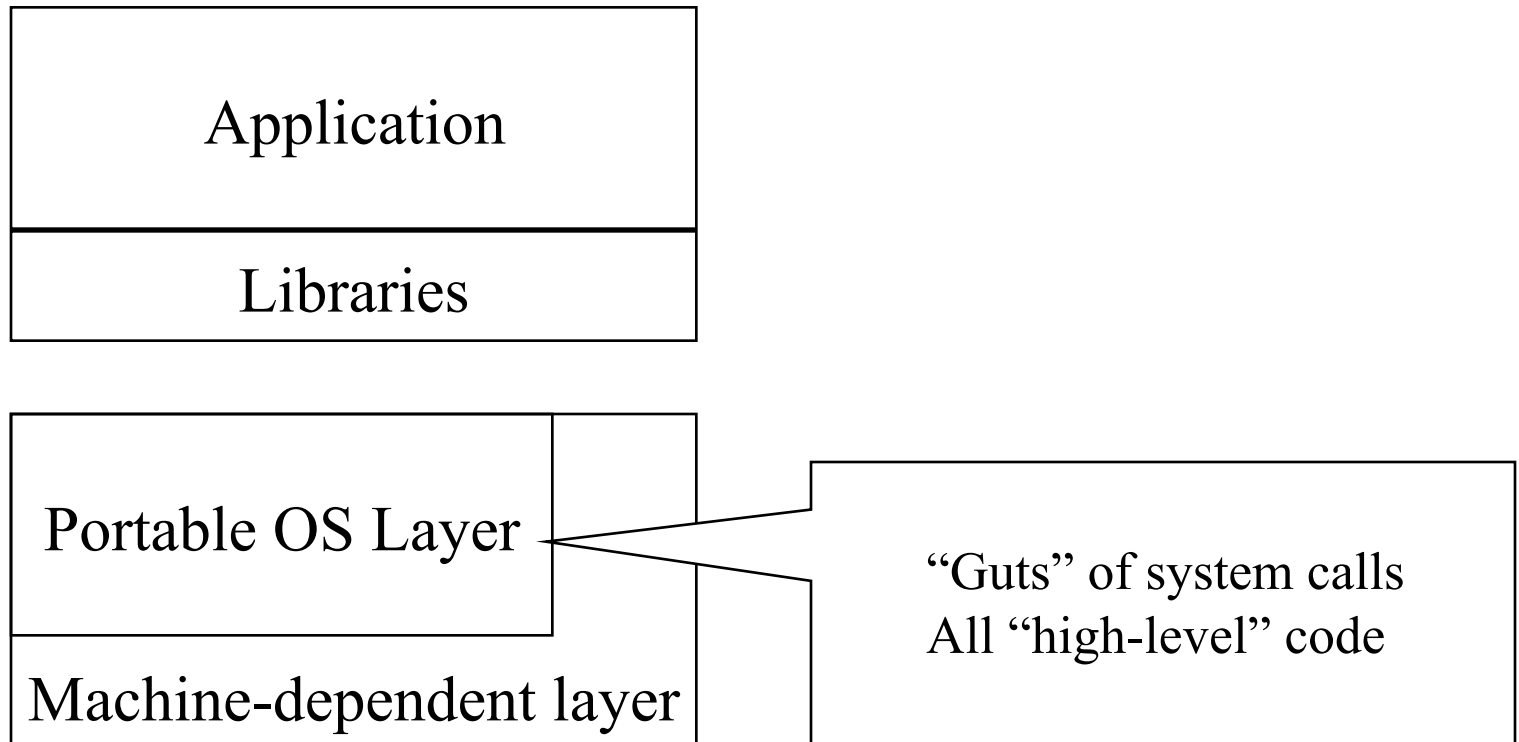 Application
Libraries
Portable OS Layer
“Guts” of system calls
All “high-level” code
Machine-dependent layer